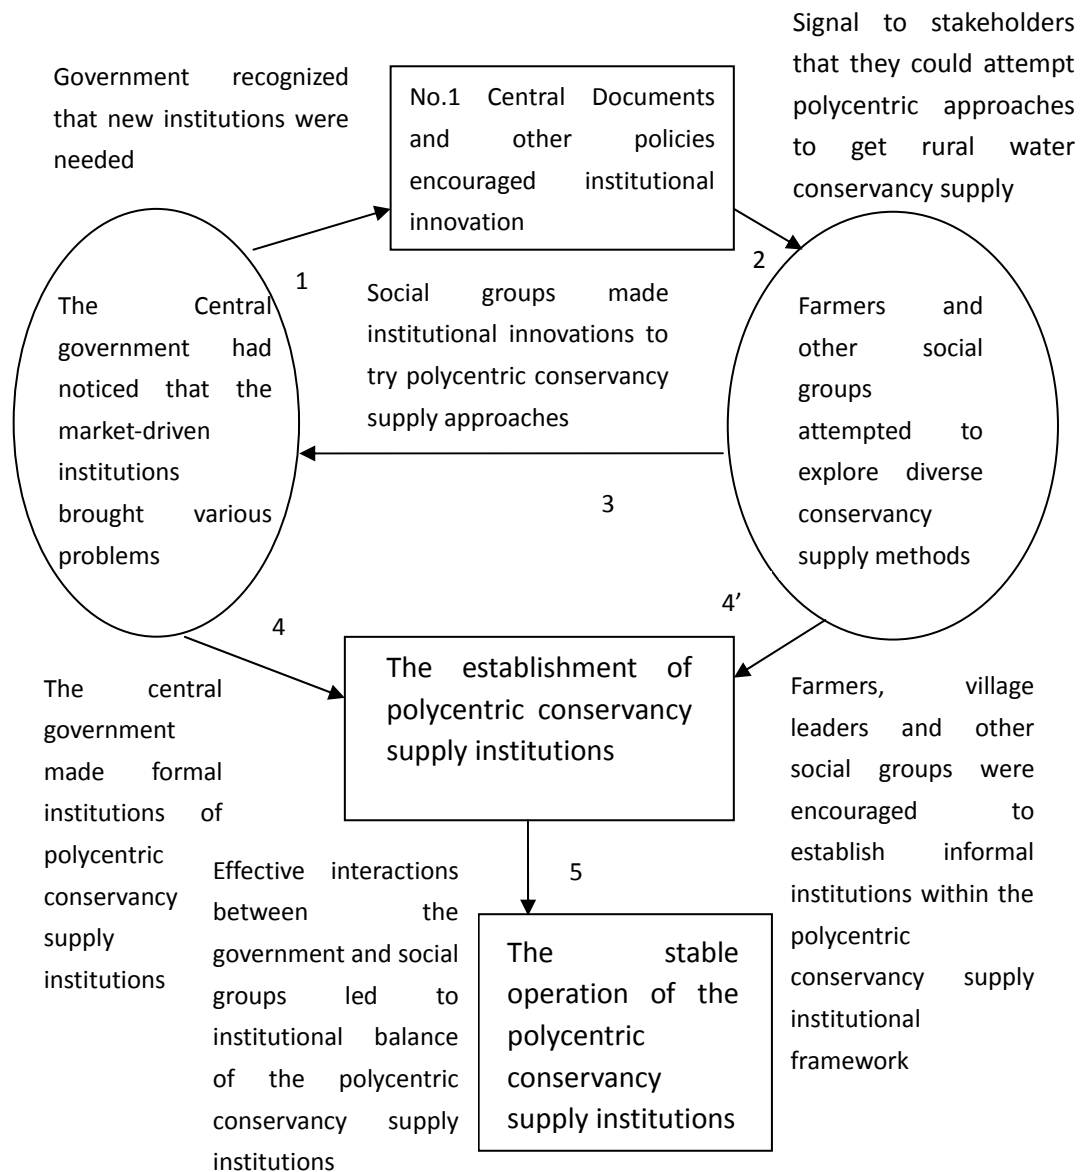 Government recognized
that new institutions were
needed
No.1 Central Documents
and other policies
encouraged institutional
innovation
Signal to stakeholders
that they could attempt
polycentric approaches
to get rural water
conservancy supply
1
2
The Central
government had
noticed that the
market-driven
institutions
brought various
problems
Social groups made
institutional innovations to
try polycentric conservancy
supply approaches
Farmers and
other social
groups
attempted to
explore diverse
conservancy
supply methods
3
4
4’
The establishment of
polycentric conservancy
supply institutions
The central
government
made formal
institutions of
polycentric
conservancy
supply
institutions
Farmers, village
leaders and other
social groups were
encouraged to
establish informal
institutions within the
polycentric
conservancy supply
institutional
framework
Effective interactions
between the
government and social
groups led to
institutional balance
of the polycentric
conservancy supply
institutions
5
The stable
operation of the
polycentric
conservancy
supply institutions